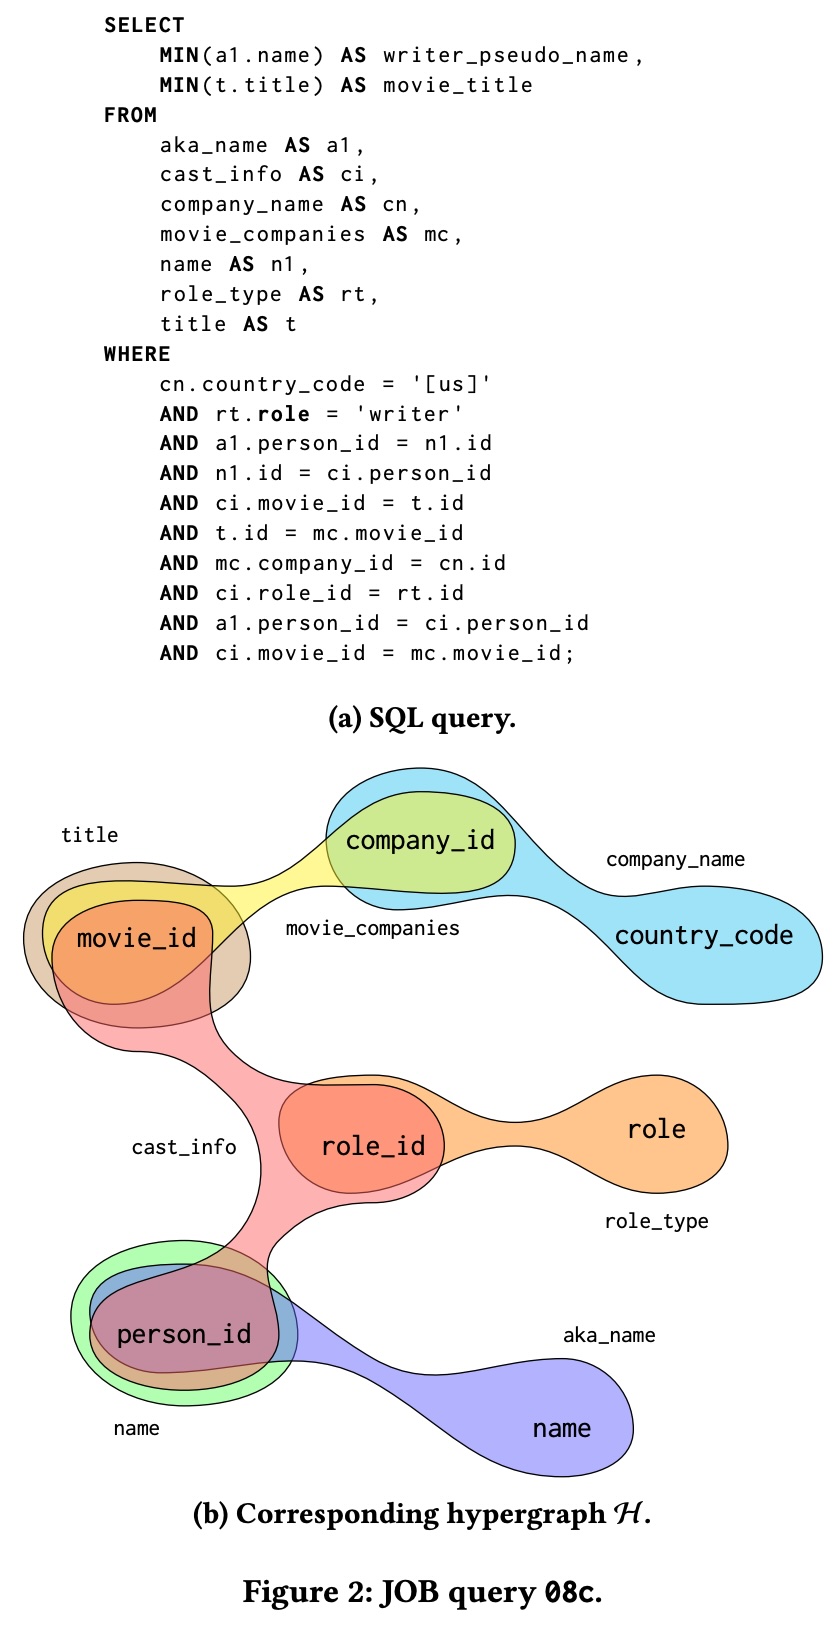 SELECT
MIN(a1.name) AS writer_pseudo_name,
MIN(t.title) AS movie_title
FROM
aka_name AS a1,
cast_info AS ci,
company_name AS cn,
movie_companies AS mc,
name AS n1,
role_type AS rt,
title AS t
WHERE
cn.country_code = '[us]'
AND rt.role = 'writer'
AND a1.person_id = n1.id
AND n1.id = ci.person_id
AND ci.movie_id = t.id
AND t.id = mc.movie_id
AND mc.company_id = cn.id
AND ci.role_id = rt.id
AND a1.person_id = ci.person_id
AND ci.movie_id = mc.movie_id;
(a) SQL query.
title
company_id
company_name
movie_companies
movie_id
country_code
cast_info
role_id
role
role_type
person_id
aka_name
name
name
(b) Corresponding hypergraph ℋ.
Figure 2: JOB query 08c.